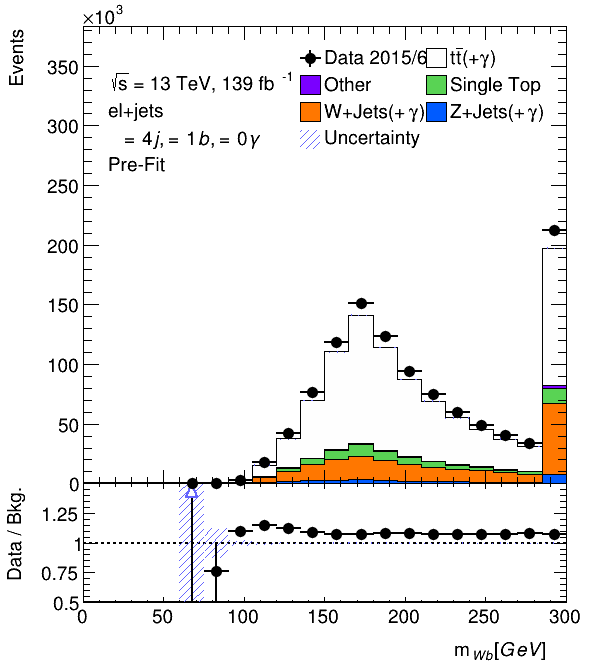 ×10³
Events
350
300
250
200
150
100
50
0
√s = 13 TeV, 139 fb⁻¹
el+jets
= 4j, = 1b, = 0γ
Pre-Fit
Data 2015/6
tt̄(+γ)
Other
Single Top
W+Jets(+γ)
Z+Jets(+γ)
Uncertainty
Data / Bkg.
1.25
1
0.75
0.5
0 50 100 150 200 250 300
m_Wb[GeV]